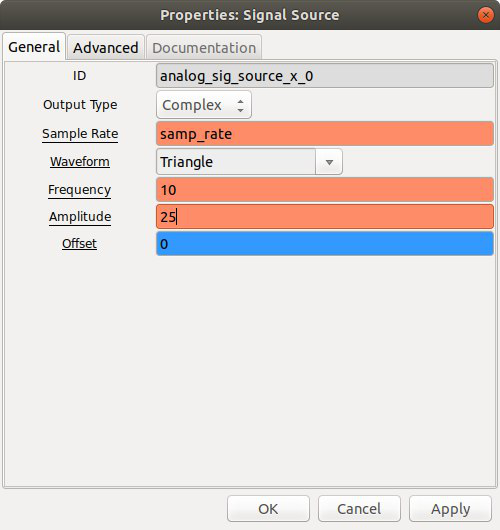 Properties: Signal Source
General Advanced Documentation
ID analog_sig_source_x_0
Output Type Complex
Sample Rate samp_rate
Waveform Triangle
Frequency 10
Amplitude 25
Offset 0
OK Cancel Apply